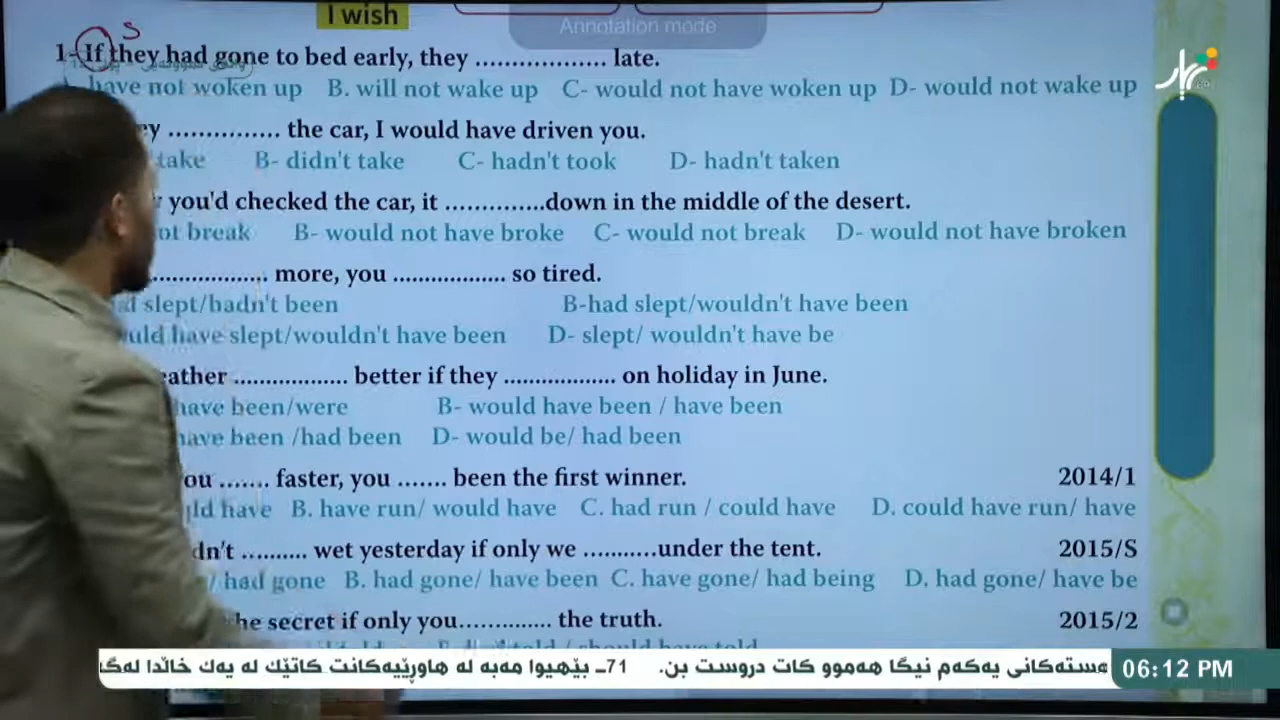 I wish
Annotation mode
S
1- If they had gone to bed early, they .................. late.
have not woken up B. will not wake up C- would not have woken up D- would not wake up
............... the car, I would have driven you.
take B- didn't take C- hadn't took D- hadn't taken
you'd checked the car, it ..............down in the middle of the desert.
break B- would not have broke C- would not break D- would not have broken
................. more, you .................. so tired.
slept/hadn't been B-had slept/wouldn't have been
have slept/wouldn't have been D- slept/ wouldn't have be
................. better if they .................. on holiday in June.
have been/were B- would have been / have been
have been /had been D- would be/ had been
....... faster, you ....... been the first winner. 2014/1
have B. have run/ would have C. had run / could have D. could have run/ have
.......... wet yesterday if only we ...........under the tent. 2015/S
/ had gone B. had gone/ have been C. have gone/ had being D. had gone/ have be
secret if only you.............. the truth. 2015/2
هەستەکانی یەکەم نیگا هەموو کات دروست بن. 71ـ بێهیوا مەبە لە هاوڕێیەکانت کاتێك لە یەك خاڵدا لەگ
06:12 PM